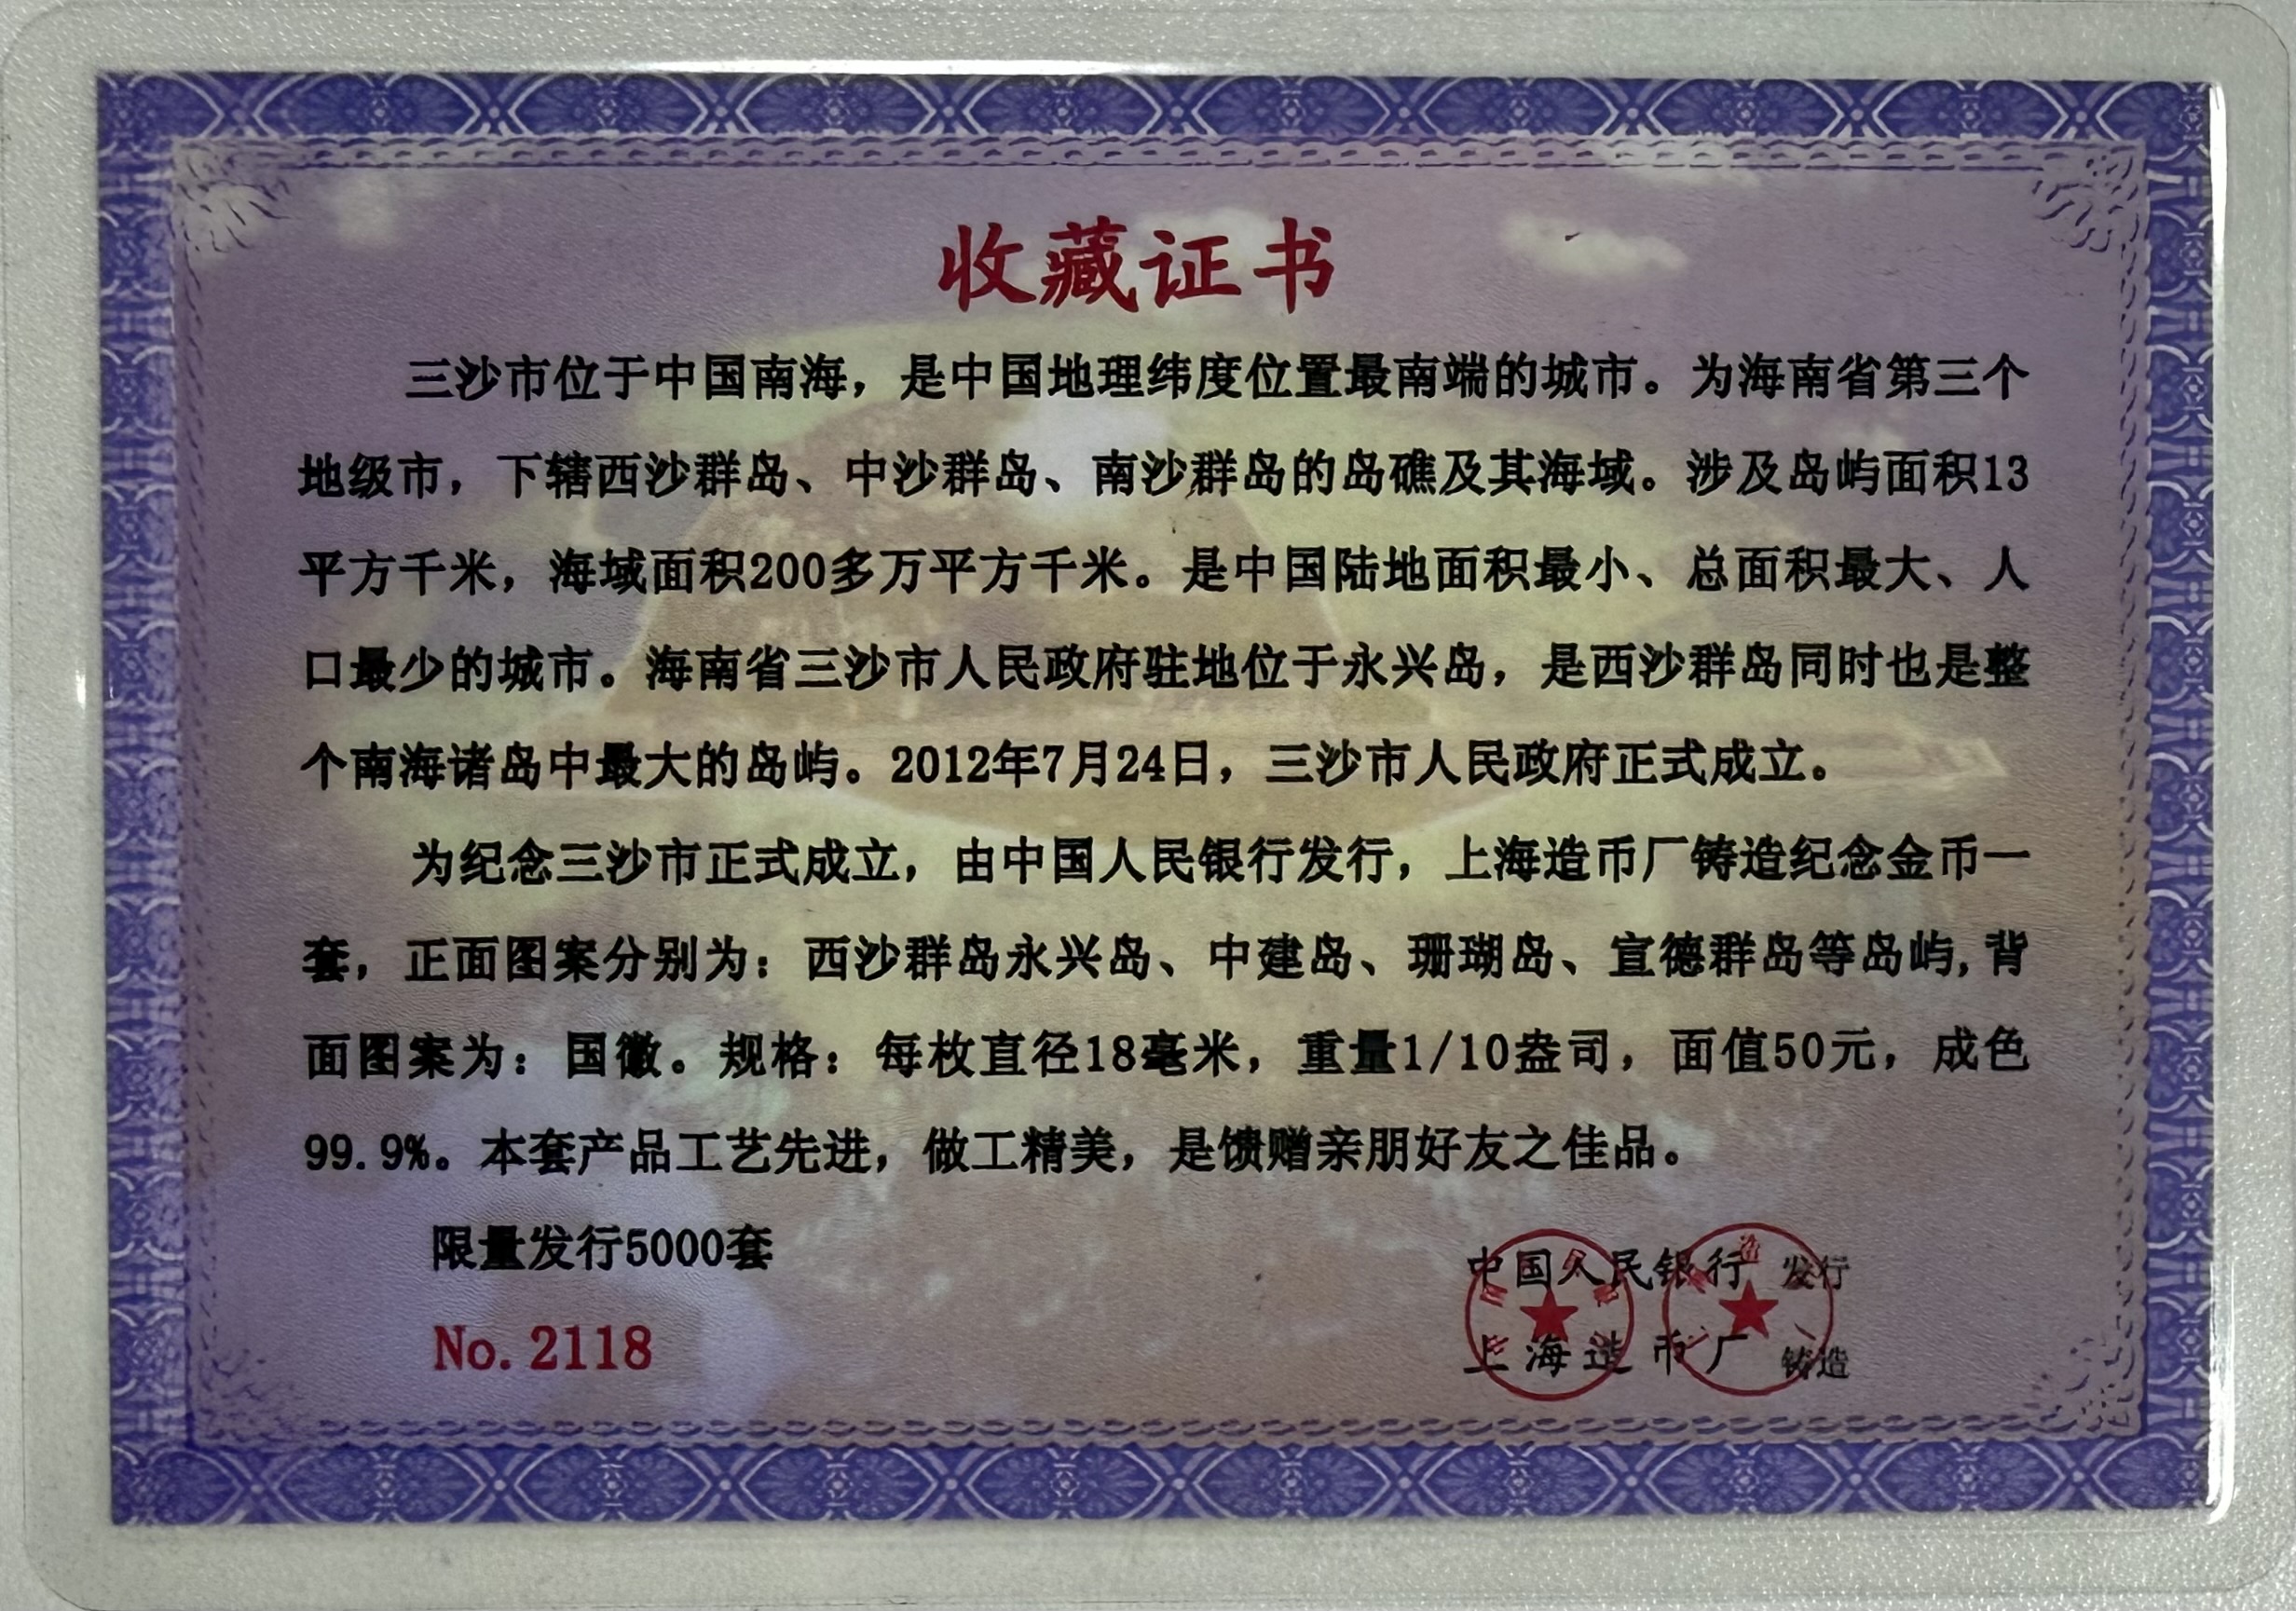 收藏证书
三沙市位于中国南海，是中国地理纬度位置最南端的城市。为海南省第三个
地级市，下辖西沙群岛、中沙群岛、南沙群岛的岛礁及其海域。涉及岛屿面积13
平方千米，海域面积200多万平方千米。是中国陆地面积最小、总面积最大、人
口最少的城市。海南省三沙市人民政府驻地位于永兴岛，是西沙群岛同时也是整
个南海诸岛中最大的岛屿。2012年7月24日，三沙市人民政府正式成立。
为纪念三沙市正式成立，由中国人民银行发行，上海造币厂铸造纪念金币一
套，正面图案分别为：西沙群岛永兴岛、中建岛、珊瑚岛、宣德群岛等岛屿,背
面图案为：国徽。规格：每枚直径18毫米，重量1/10盎司，面值50元，成色
99.9%。本套产品工艺先进，做工精美，是馈赠亲朋好友之佳品。
限量发行5000套
No.2118
中国人民银行 发行
上海造币厂 铸造